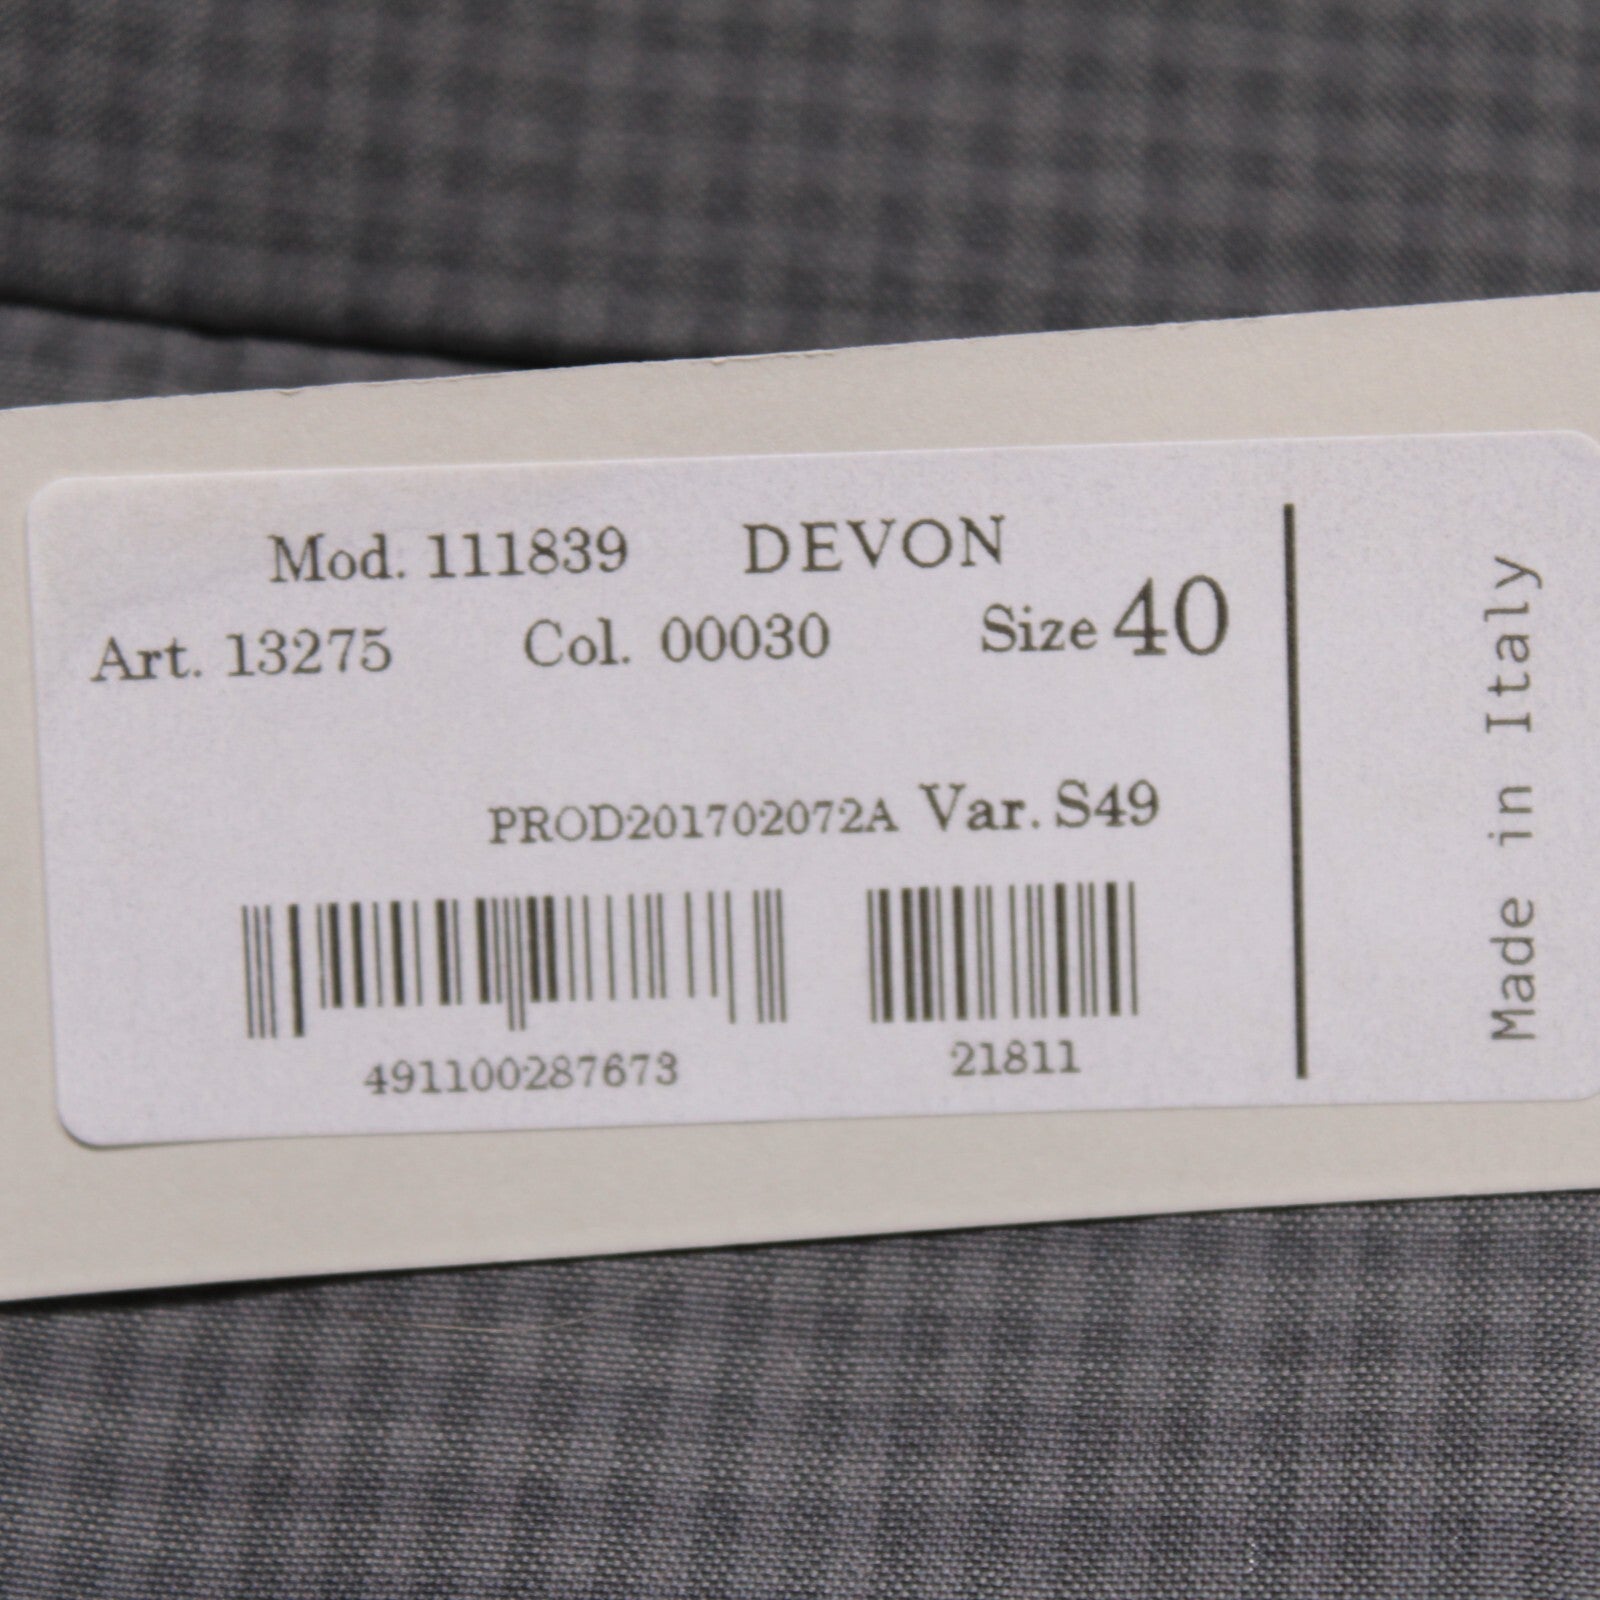 Mod. 111839 DEVON
Art. 13275 Col. 00030 Size 40
PROD201702072A Var. S49
491100287673 21811
Made in Italy